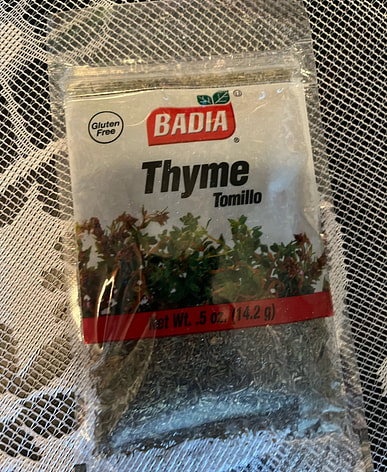 Gluten
Free
BADIA
®
Thyme
Tomillo
Net Wt. .5 oz. (14.2 g)